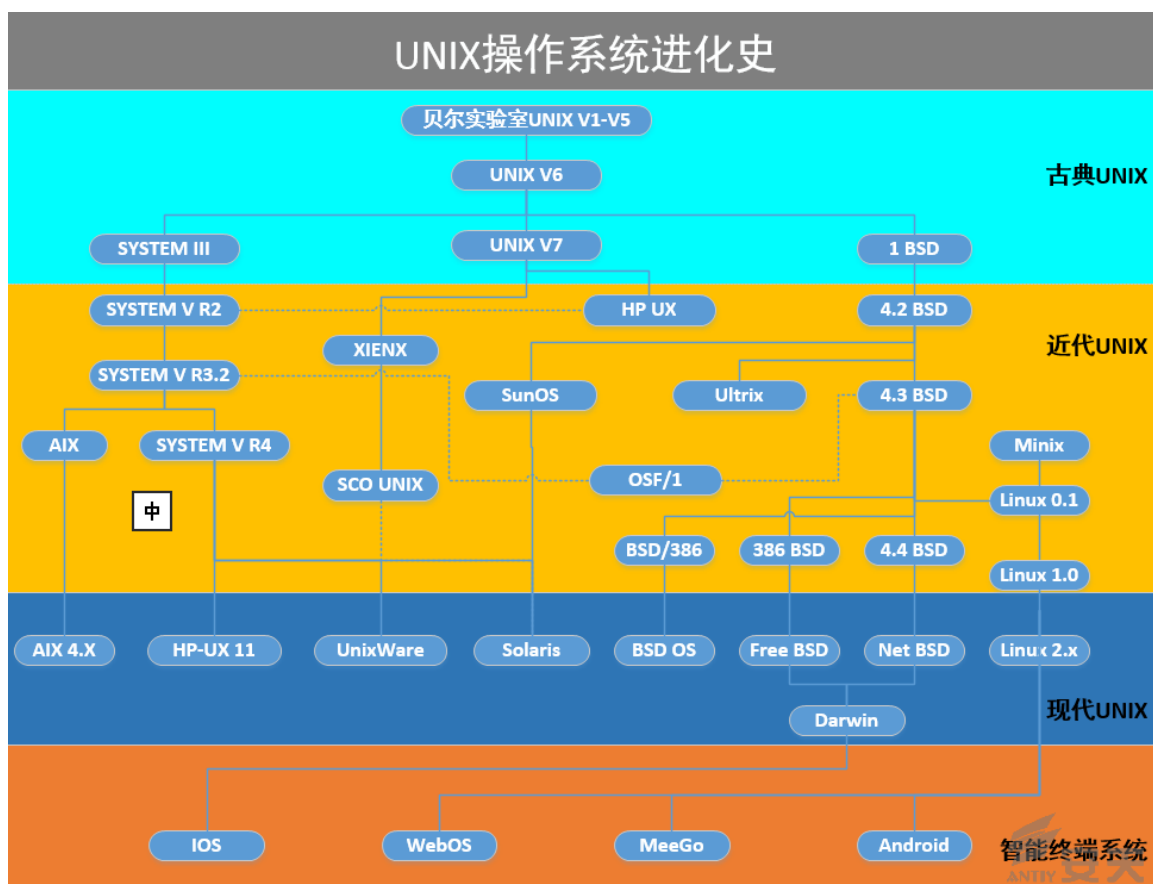 UNIX操作系统进化史
贝尔实验室UNIX V1-V5
UNIX V6
古典UNIX
SYSTEM III
UNIX V7
1 BSD
SYSTEM V R2
HP UX
4.2 BSD
XIENX
近代UNIX
SYSTEM V R3.2
SunOS
Ultrix
4.3 BSD
AIX
SYSTEM V R4
Minix
SCO UNIX
OSF/1
Linux 0.1
中
BSD/386
386 BSD
4.4 BSD
Linux 1.0
AIX 4.X
HP-UX 11
UnixWare
Solaris
BSD OS
Free BSD
Net BSD
Linux 2.x
现代UNIX
Darwin
IOS
WebOS
MeeGo
Android
智能终端系统
ANTIY 安天